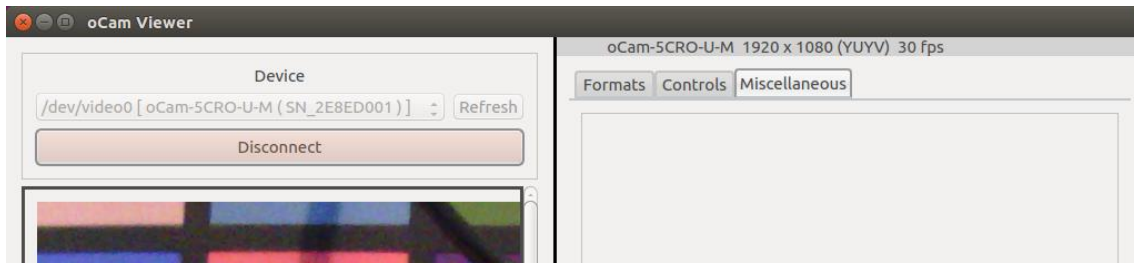 oCam Viewer
Device
/dev/video0 [ oCam-5CRO-U-M ( SN_2E8ED001 ) ]
Refresh
Disconnect
oCam-5CRO-U-M 1920 x 1080 (YUYV) 30 fps
Formats Controls Miscellaneous